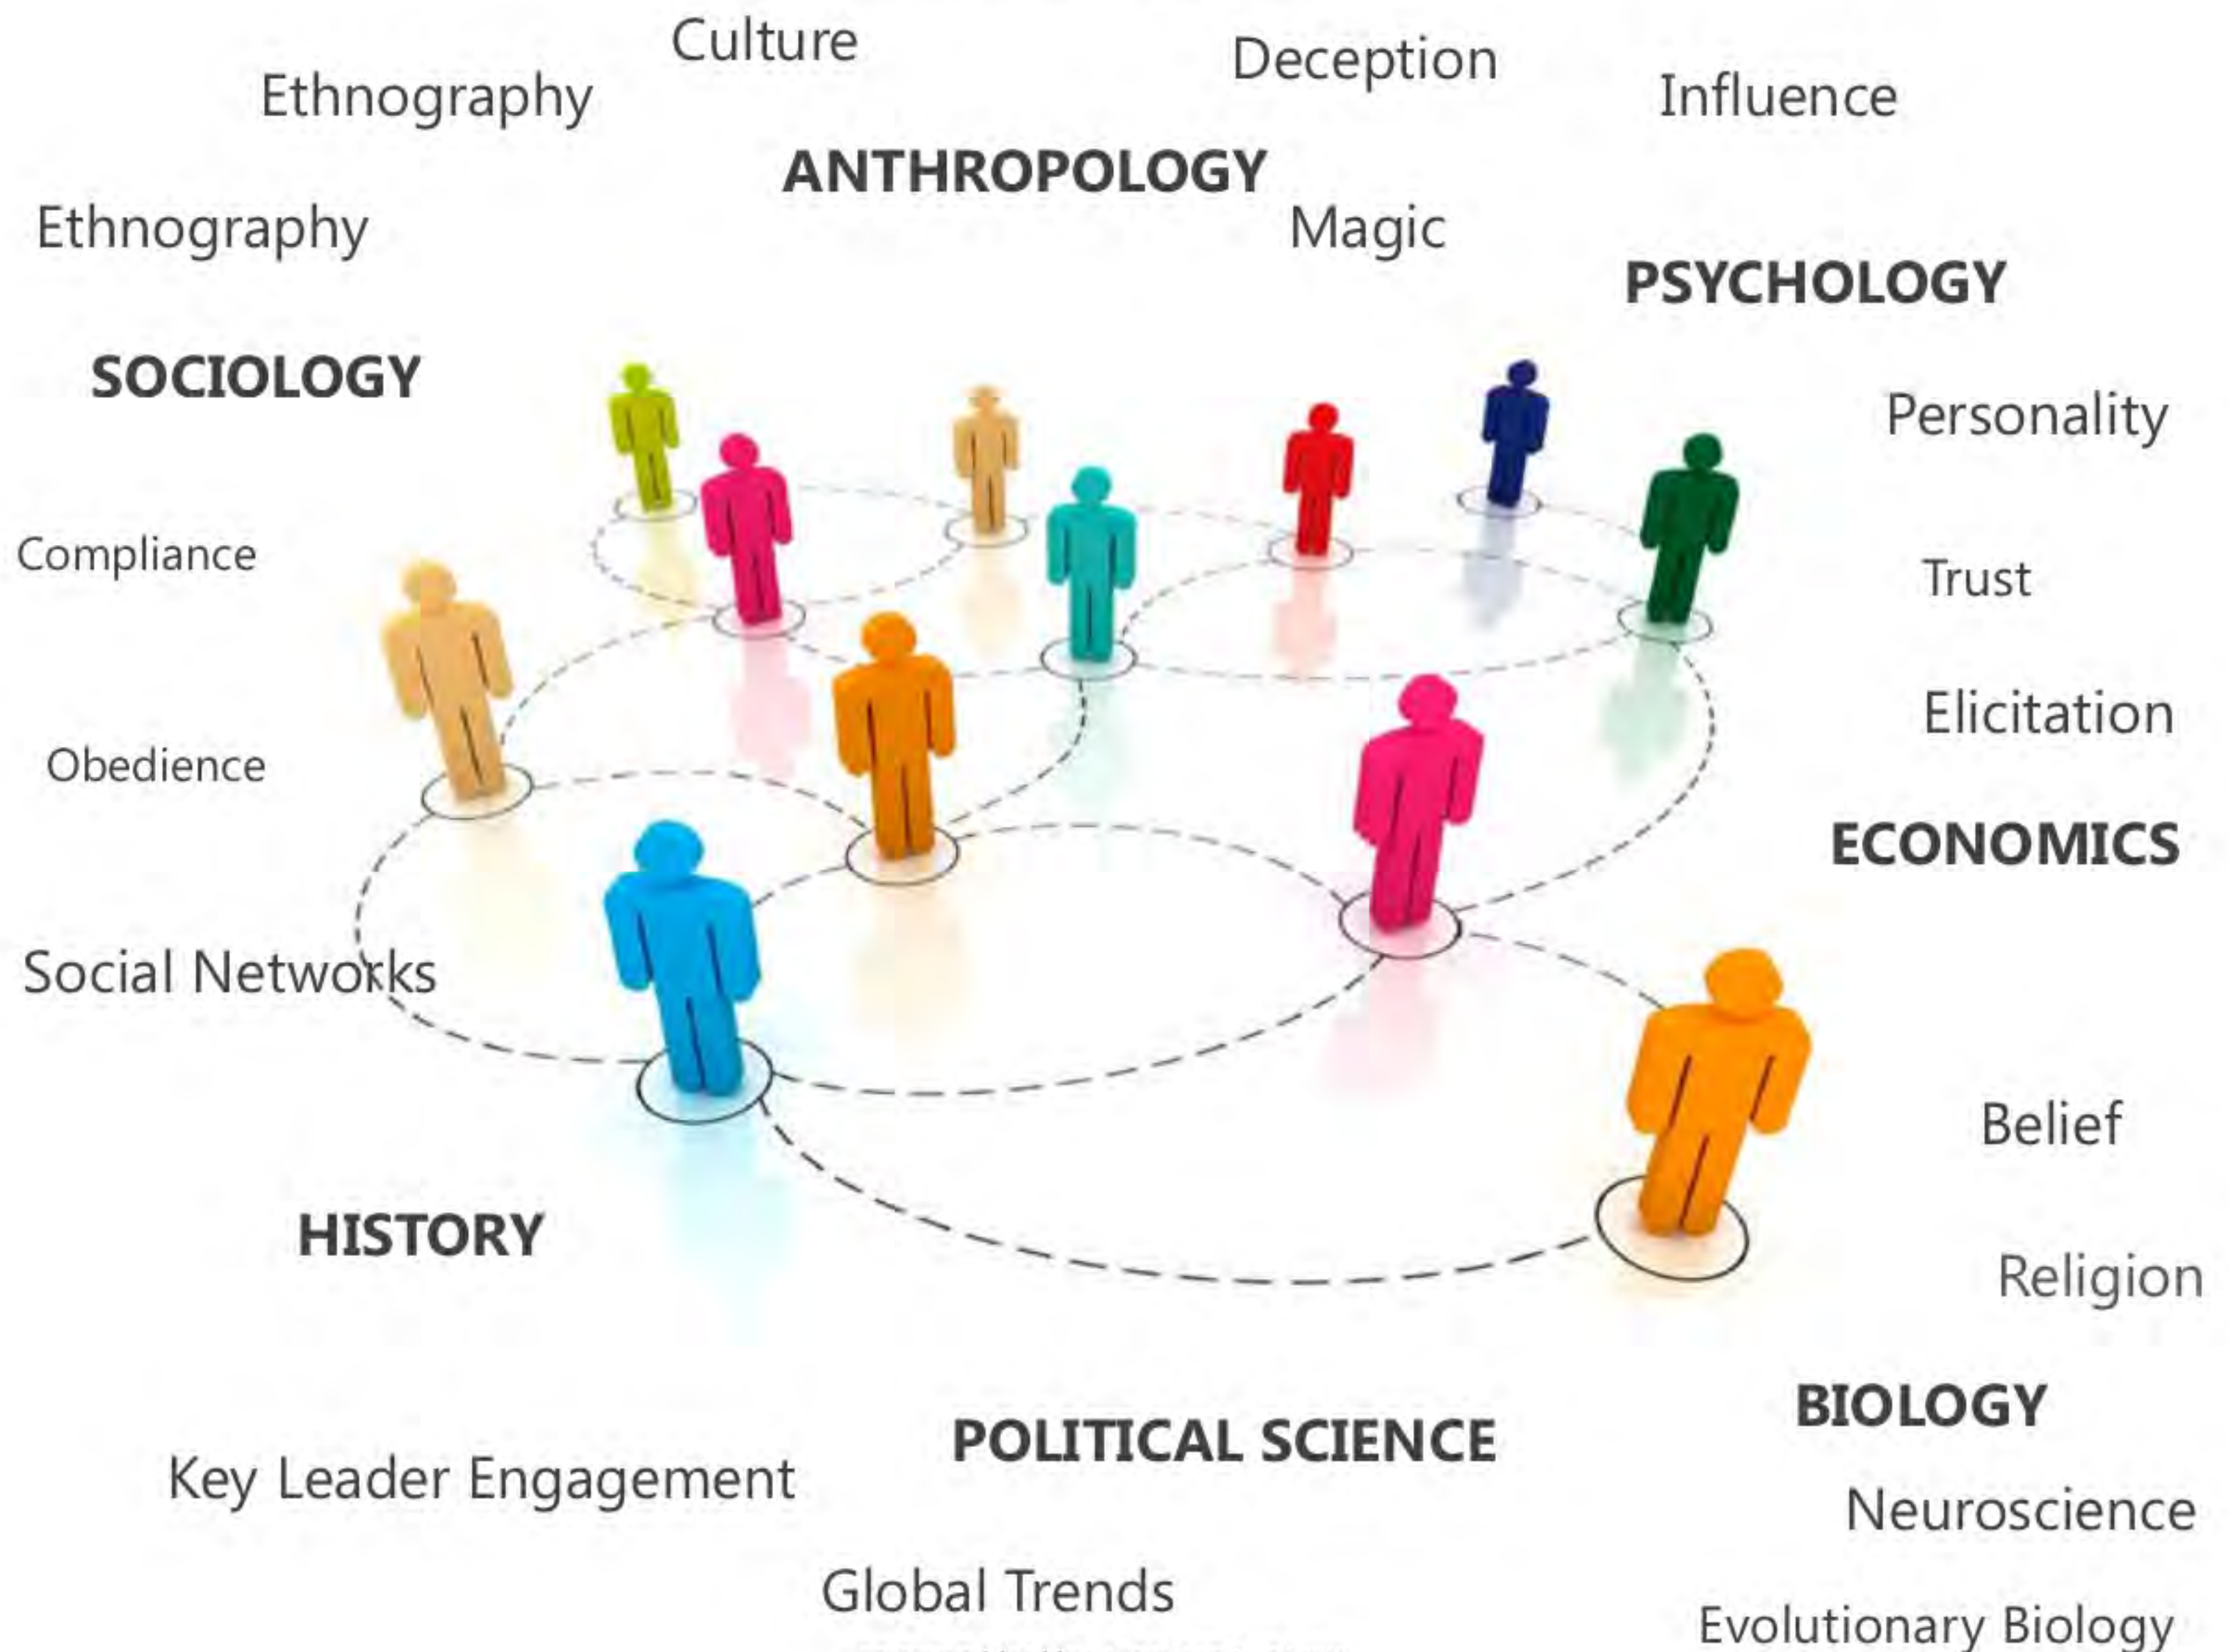 Culture
Deception
Ethnography
Influence
ANTHROPOLOGY
Ethnography
Magic
PSYCHOLOGY
SOCIOLOGY
Personality
Compliance
Trust
Elicitation
Obedience
ECONOMICS
Social Networks
Belief
HISTORY
Religion
BIOLOGY
POLITICAL SCIENCE
Key Leader Engagement
Neuroscience
Global Trends
Evolutionary Biology